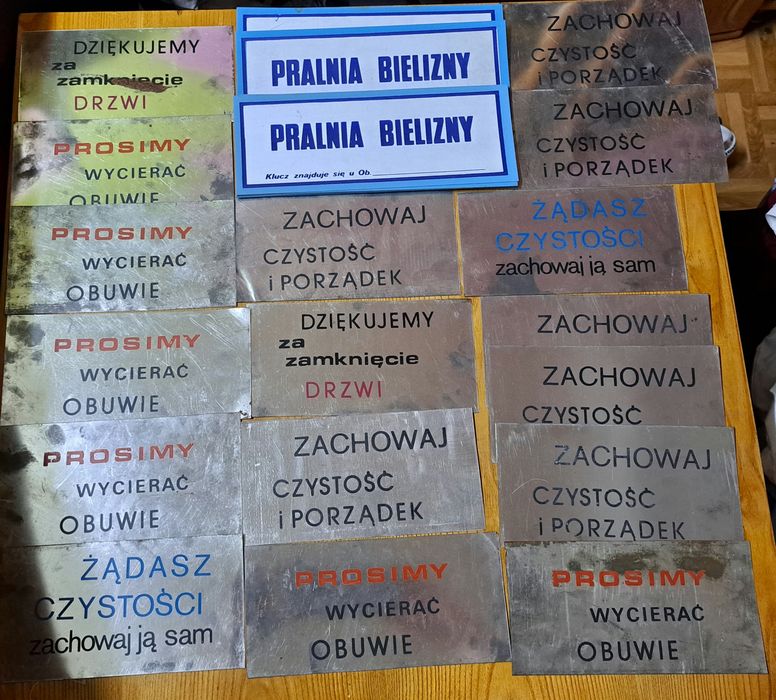 DZIĘKUJEMY
za
zamknięcie
DRZWI
PROSIMY
WYCIERAĆ
OBUWIE
PROSIMY
WYCIERAĆ
OBUWIE
PROSIMY
WYCIERAĆ
OBUWIE
PROSIMY
WYCIERAĆ
OBUWIE
ŻĄDASZ
CZYSTOŚCI
zachowaj ją sam
PRALNIA BIELIZNY
PRALNIA BIELIZNY
Klucz znajduje się u Ob.
ZACHOWAJ
CZYSTOŚĆ
i PORZĄDEK
DZIĘKUJEMY
za
zamknięcie
DRZWI
ZACHOWAJ
CZYSTOŚĆ
i PORZĄDEK
PROSIMY
WYCIERAĆ
OBUWIE
ZACHOWAJ
CZYSTOŚĆ
i PORZĄDEK
ZACHOWAJ
CZYSTOŚĆ
i PORZĄDEK
ŻĄDASZ
CZYSTOŚCI
zachowaj ją sam
ZACHOWAJ
ZACHOWAJ
CZYSTOŚĆ
ZACHOWAJ
CZYSTOŚĆ
i PORZĄDEK
PROSIMY
WYCIERAĆ
OBUWIE